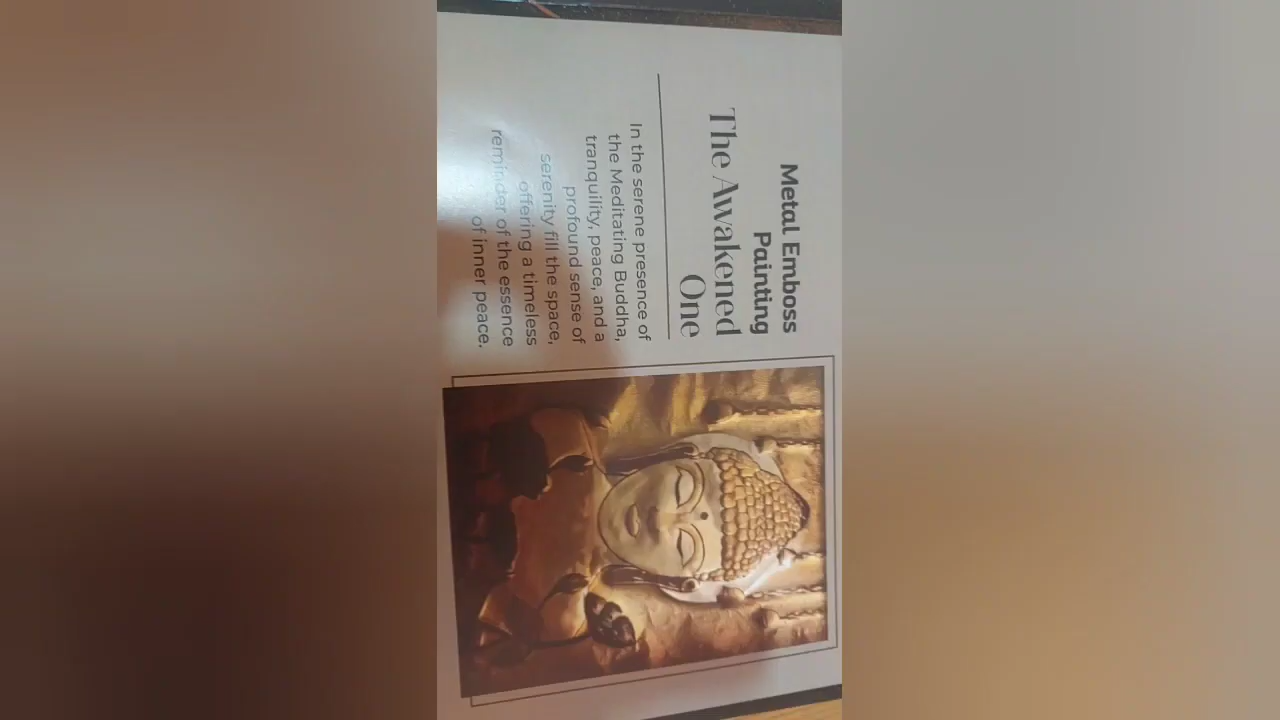 Metal Emboss
Painting
The Awakened
One
In the serene presence of
the Meditating Buddha,
tranquility, peace, and a
profound sense of
serenity fill the space,
offering a timeless
reminder of the essence
of inner peace.